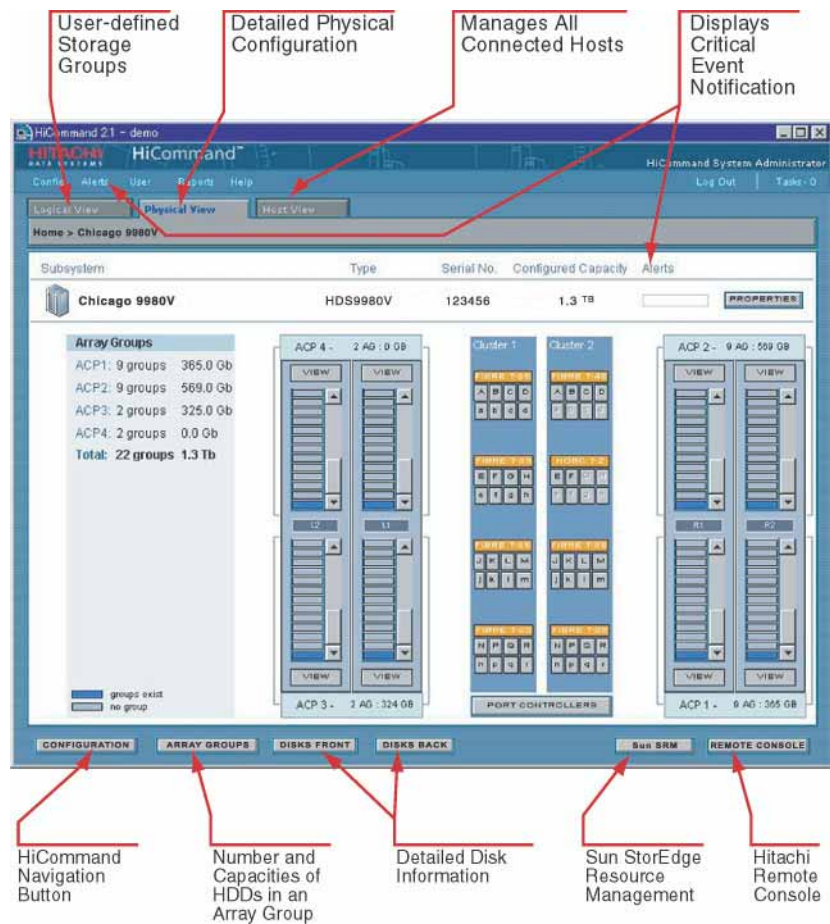 User-defined
Storage
Groups
Detailed Physical
Configuration
Manages All
Connected Hosts
Displays
Critical
Event
Notification
HiCommand 2.1 - demo
HITACHI
DATA SYSTEMS
HiCommand™
HiCommand System Administrator
Config Alerts User Reports Help
Log Out Tasks - 0
Logical View Physical View Host View
Home > Chicago 9980V
Subsystem Type Serial No. Configured Capacity Alerts
Chicago 9980V HDS9980V 123456 1.3 TB PROPERTIES
Array Groups
ACP1: 9 groups 365.0 Gb
ACP2: 9 groups 569.0 Gb
ACP3: 2 groups 325.0 Gb
ACP4: 2 groups 0.0 Gb
Total: 22 groups 1.3 Tb
groups exist
no group
ACP 4 - 2 AG : 0 GB
VIEW VIEW
L2 L1
VIEW VIEW
ACP 3 - 2 AG : 324 GB
Cluster 1 Cluster 2
A B C D A B C D
a b c d
E F G H E F
e f g h
J K L M J K L M
j k l m j k l m
N P Q R N P Q R
n p q r n p q r
PORT CONTROLLERS
ACP 2 - 9 AG : 569 GB
VIEW VIEW
R1 R2
VIEW VIEW
ACP 1 - 9 AG : 365 GB
CONFIGURATION ARRAY GROUPS DISKS FRONT DISKS BACK Sun SRM REMOTE CONSOLE
HiCommand
Navigation
Button
Number and
Capacities of
HDDs in an
Array Group
Detailed Disk
Information
Sun StorEdge
Resource
Management
Hitachi
Remote
Console